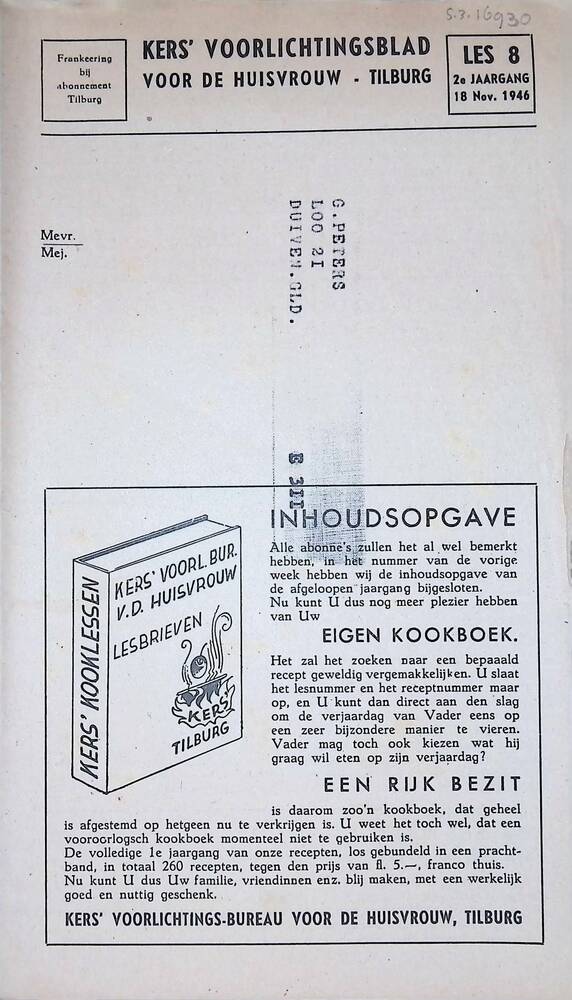 5.3.16930
Frankeering
bij
abonnement
Tilburg
KERS' VOORLICHTINGSBLAD
VOOR DE HUISVROUW - TILBURG
LES 8
2e JAARGANG
18 Nov. 1946
Mevr.
Mej.
G.PETERS
LOO 21
DUIVEN.GLD.
E 3II
INHOUDSOPGAVE
Alle abonne's zullen het al wel bemerkt
hebben, in het nummer van de vorige
week hebben wij de inhoudsopgave van
de afgeloopen jaargang bijgesloten.
Nu kunt U dus nog meer plezier hebben
van Uw
EIGEN KOOKBOEK.
Het zal het zoeken naar een bepaaald
recept geweldig vergemakkelijken. U slaat
het lesnummer en het receptnummer maar
op, en U kunt dan direct aan den slag
om de verjaardag van Vader eens op
een zeer bijzondere manier te vieren.
Vader mag toch ook kiezen wat hij
graag wil eten op zijn verjaardag?
EEN RIJK BEZIT
is daarom zoo'n kookboek, dat geheel
is afgestemd op hetgeen nu te verkrijgen is. U weet het toch wel, dat een
vooroorlogsch kookboek momenteel niet te gebruiken is.
De volledige 1e jaargang van onze recepten, los gebundeld in een pracht-
band, in totaal 260 recepten, tegen den prijs van fl. 5.—, franco thuis.
Nu kunt U dus Uw familie, vriendinnen enz. blij maken, met een werkelijk
goed en nuttig geschenk.
KERS' VOORLICHTINGS-BUREAU VOOR DE HUISVROUW, TILBURG
KERS' KOOKLESSEN
KERS' VOORL. BUR.
V.D. HUISVROUW
LESBRIEVEN
KERS'
TILBURG